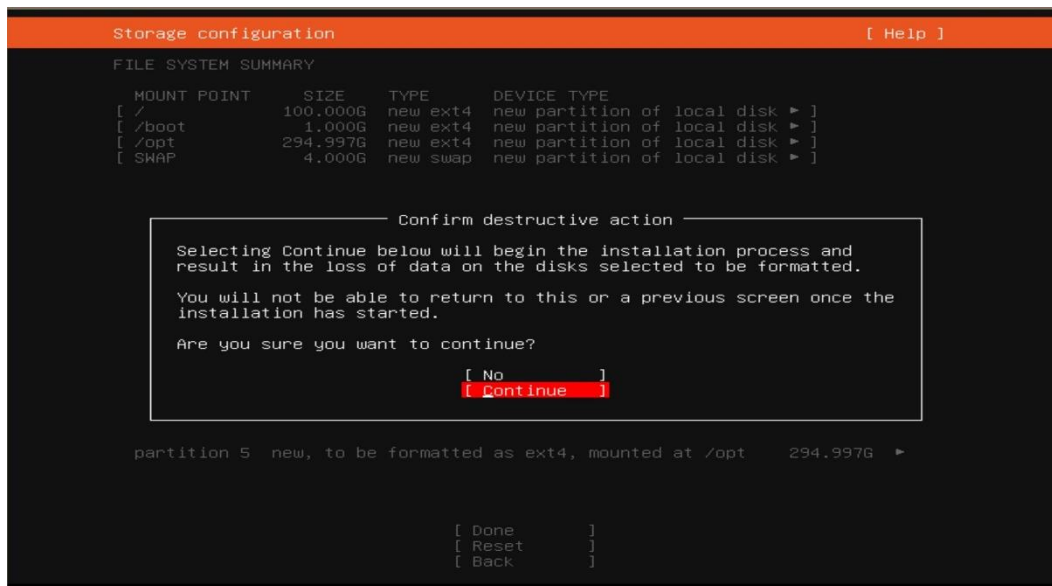 Storage configuration [ Help ]
FILE SYSTEM SUMMARY
MOUNT POINT SIZE TYPE DEVICE TYPE
[ / 100.000G new ext4 new partition of local disk ▸ ]
[ /boot 1.000G new ext4 new partition of local disk ▸ ]
[ /opt 294.997G new ext4 new partition of local disk ▸ ]
[ SWAP 4.000G new swap new partition of local disk ▸ ]
Confirm destructive action
Selecting Continue below will begin the installation process and
result in the loss of data on the disks selected to be formatted.
You will not be able to return to this or a previous screen once the
installation has started.
Are you sure you want to continue?
[ No ]
[ Continue ]
partition 5 new, to be formatted as ext4, mounted at /opt 294.997G ▸
[ Done ]
[ Reset ]
[ Back ]